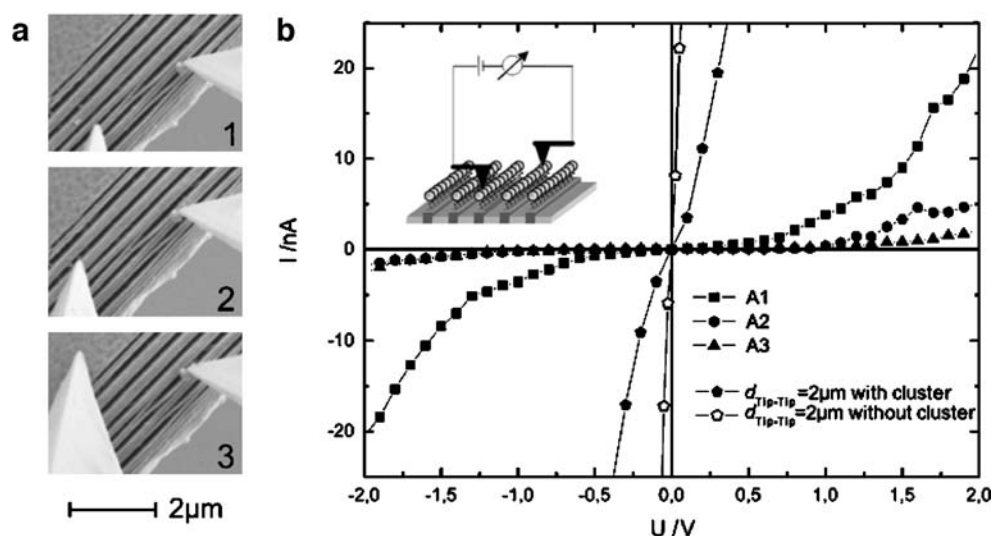 a
1
2
3
2µm
b
I /nA
20
10
0
-10
-20
A1
A2
A3
d_Tip-Tip=2µm with cluster
d_Tip-Tip=2µm without cluster
-2,0 -1,5 -1,0 -0,5 0,0 0,5 1,0 1,5 2,0
U /V